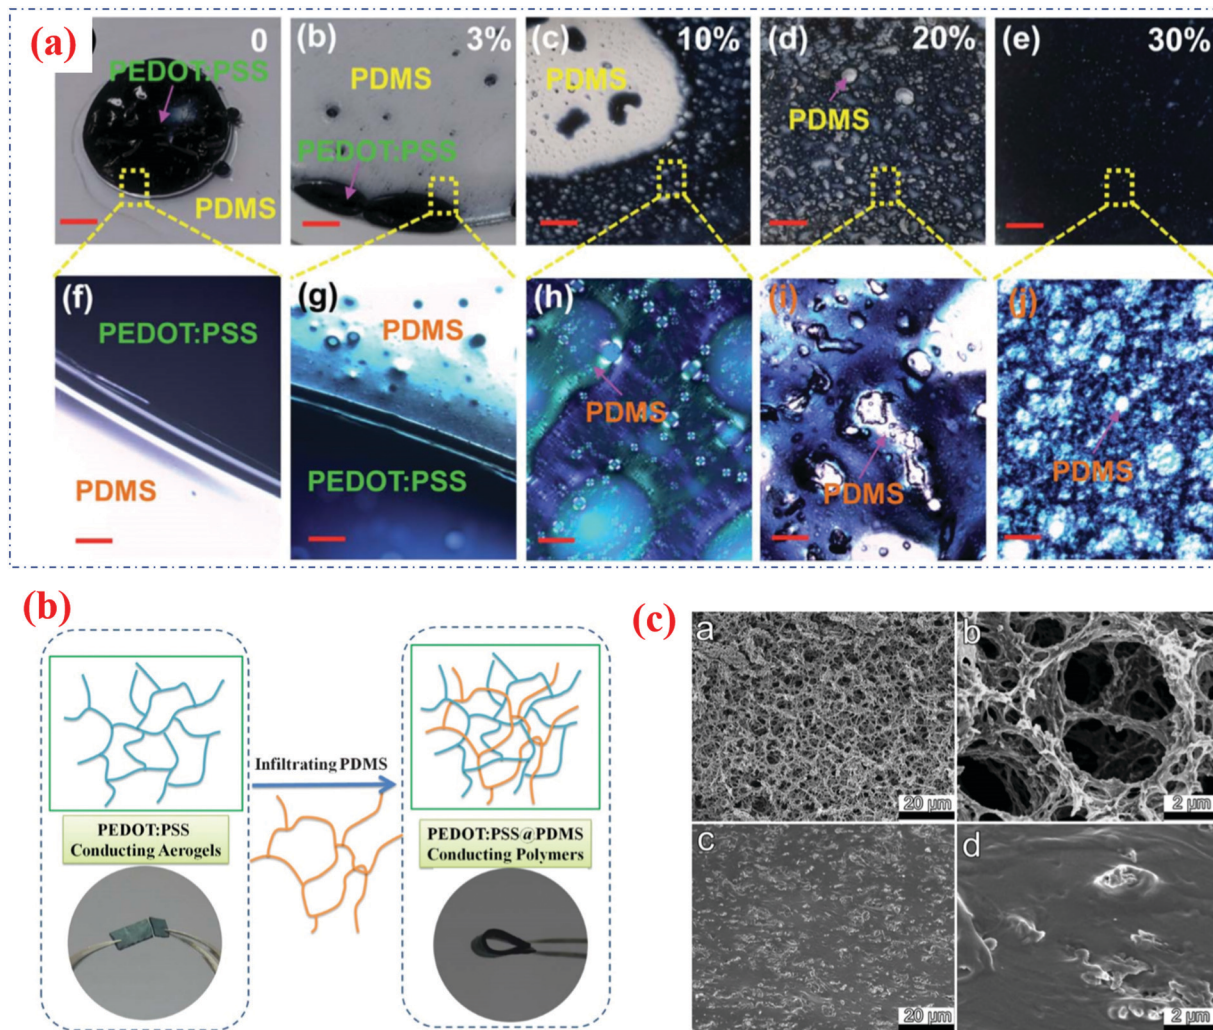 (a)
0
PEDOT:PSS
PDMS
(b)
3%
PDMS
PEDOT:PSS
(c)
10%
PDMS
(d)
20%
PDMS
(e)
30%
(f)
PEDOT:PSS
PDMS
(g)
PDMS
PEDOT:PSS
(h)
PDMS
(i)
PDMS
(j)
PDMS
(b)
Infiltrating PDMS
PEDOT:PSS
Conducting Aerogels
PEDOT:PSS@PDMS
Conducting Polymers
(c)
a
20 µm
b
2 µm
c
20 µm
d
2 µm